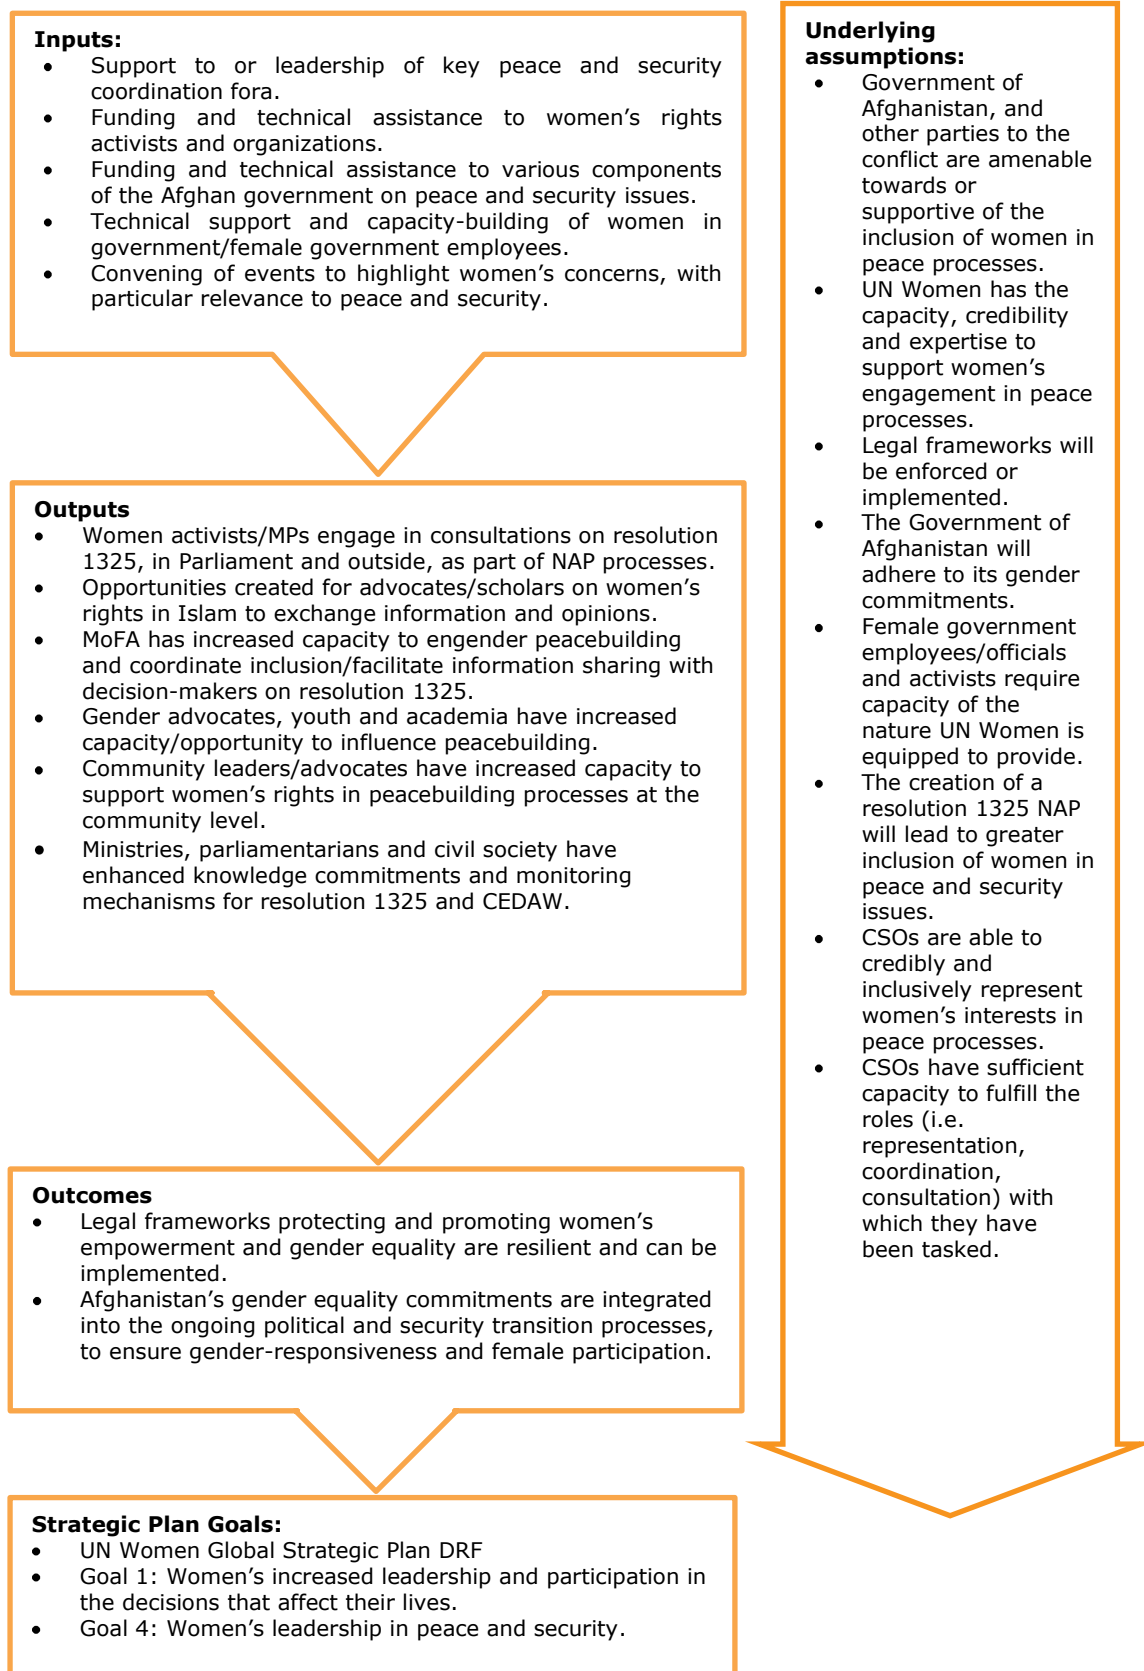 Inputs:
• Support to or leadership of key peace and security
coordination fora.
• Funding and technical assistance to women’s rights
activists and organizations.
• Funding and technical assistance to various components
of the Afghan government on peace and security issues.
• Technical support and capacity-building of women in
government/female government employees.
• Convening of events to highlight women’s concerns, with
particular relevance to peace and security.
Outputs
• Women activists/MPs engage in consultations on resolution
1325, in Parliament and outside, as part of NAP processes.
• Opportunities created for advocates/scholars on women’s
rights in Islam to exchange information and opinions.
• MoFA has increased capacity to engender peacebuilding
and coordinate inclusion/facilitate information sharing with
decision-makers on resolution 1325.
• Gender advocates, youth and academia have increased
capacity/opportunity to influence peacebuilding.
• Community leaders/advocates have increased capacity to
support women’s rights in peacebuilding processes at the
community level.
• Ministries, parliamentarians and civil society have
enhanced knowledge commitments and monitoring
mechanisms for resolution 1325 and CEDAW.
Outcomes
• Legal frameworks protecting and promoting women’s
empowerment and gender equality are resilient and can be
implemented.
• Afghanistan’s gender equality commitments are integrated
into the ongoing political and security transition processes,
to ensure gender-responsiveness and female participation.
Strategic Plan Goals:
• UN Women Global Strategic Plan DRF
• Goal 1: Women’s increased leadership and participation in
the decisions that affect their lives.
• Goal 4: Women’s leadership in peace and security.
Underlying
assumptions:
• Government of
Afghanistan, and
other parties to the
conflict are amenable
towards or
supportive of the
inclusion of women in
peace processes.
• UN Women has the
capacity, credibility
and expertise to
support women’s
engagement in peace
processes.
• Legal frameworks will
be enforced or
implemented.
• The Government of
Afghanistan will
adhere to its gender
commitments.
• Female government
employees/officials
and activists require
capacity of the
nature UN Women is
equipped to provide.
• The creation of a
resolution 1325 NAP
will lead to greater
inclusion of women in
peace and security
issues.
• CSOs are able to
credibly and
inclusively represent
women’s interests in
peace processes.
• CSOs have sufficient
capacity to fulfill the
roles (i.e.
representation,
coordination,
consultation) with
which they have
been tasked.